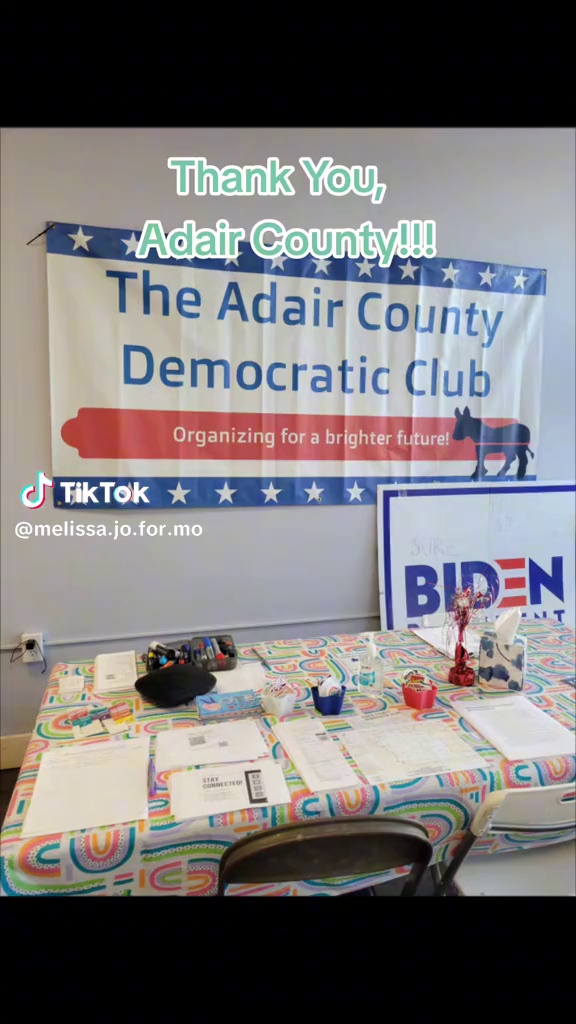 Thank You,
Adair County!!!
The Adair County
Democratic Club
Organizing for a brighter future!
TikTok
@melissa.jo.for.mo
BIDEN
STAY
CONNECTED!